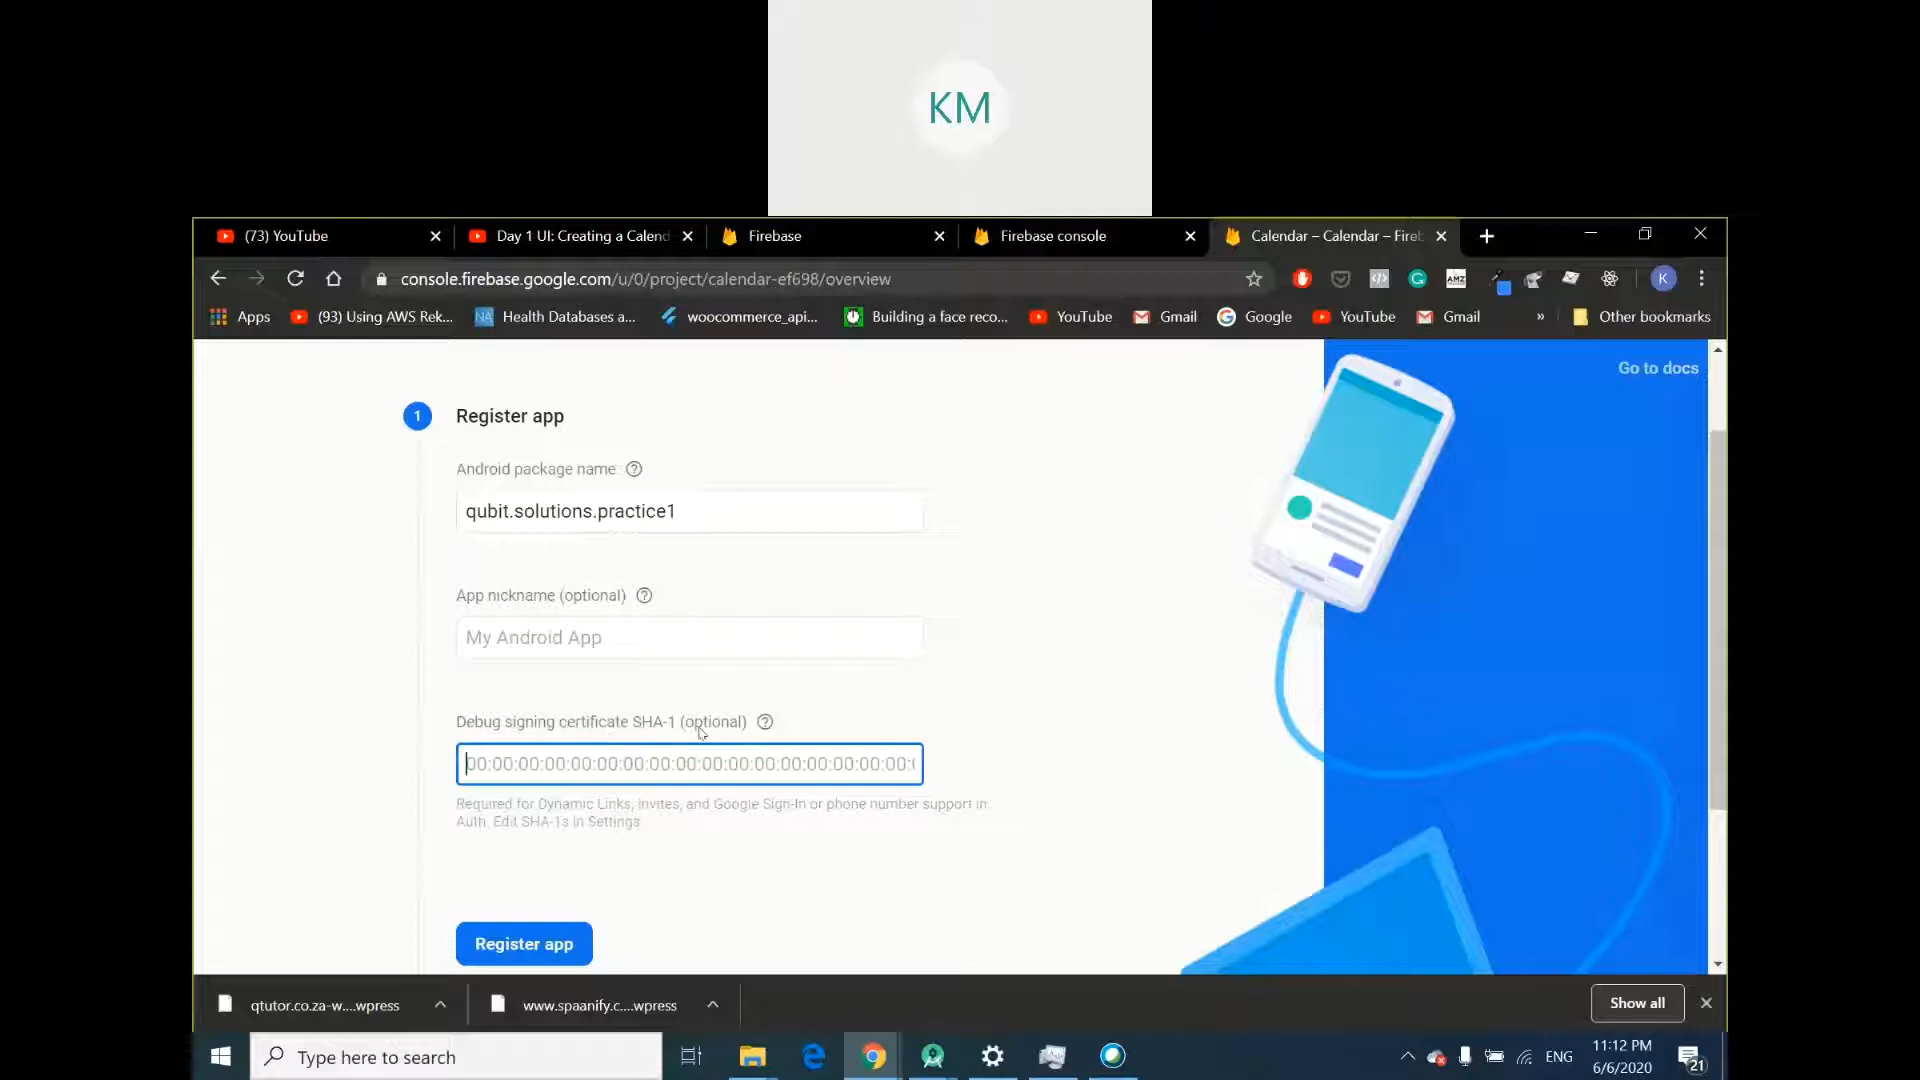 KM
(73) YouTube
Day 1 UI: Creating a Calend
Firebase
Firebase console
Calendar – Calendar – Fireb
console.firebase.google.com/u/0/project/calendar-ef698/overview
AMZ
K
Apps
(93) Using AWS Rek...
NA
Health Databases a...
woocommerce_api...
Building a face reco...
YouTube
Gmail
Google
YouTube
Gmail
»
Other bookmarks
Go to docs
1
Register app
Android package name
qubit.solutions.practice1
App nickname (optional)
My Android App
Debug signing certificate SHA-1 (optional)
00:00:00:00:00:00:00:00:00:00:00:00:00:00:00:00:00:
Required for Dynamic Links, Invites, and Google Sign-In or phone number support in
Auth. Edit SHA-1s in Settings
Register app
qtutor.co.za-w....wpress
www.spaanify.c....wpress
Show all
Type here to search
ENG
11:12 PM
6/6/2020
21